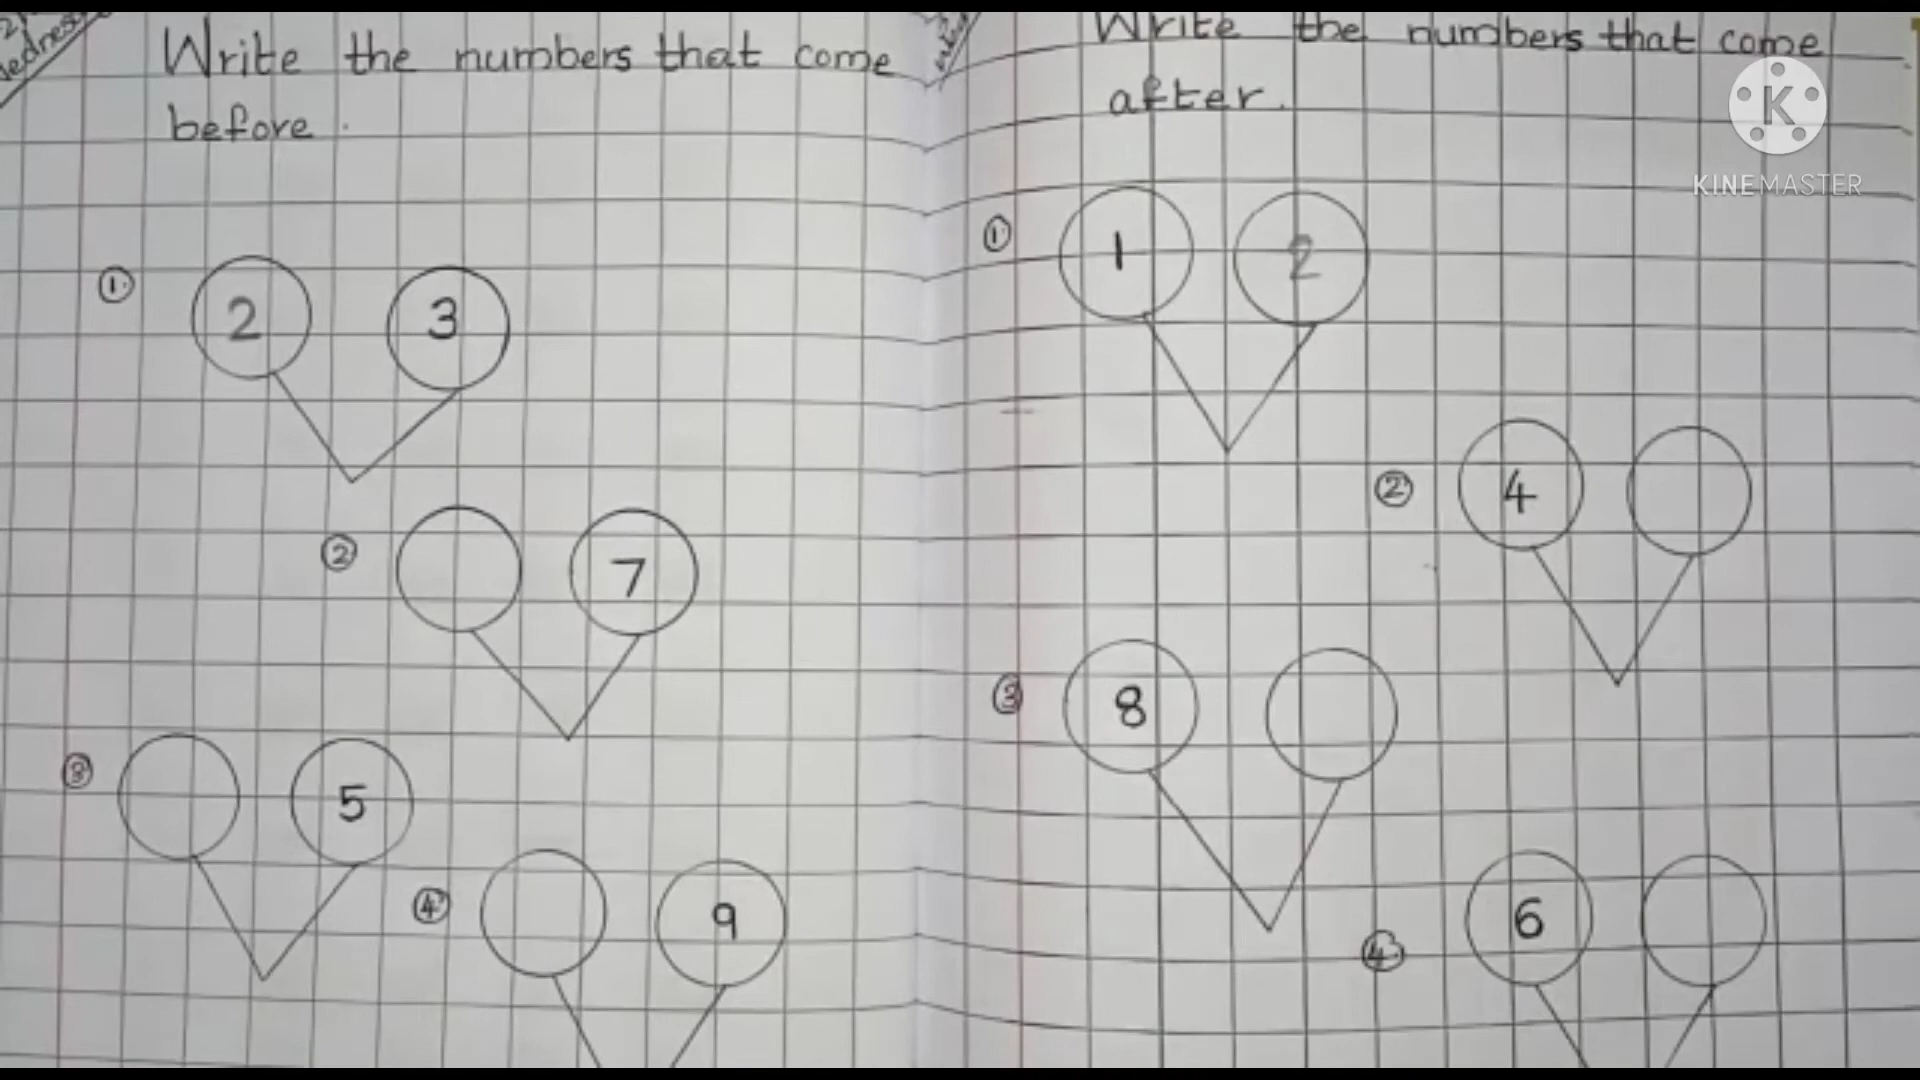 Write the numbers that come
before.
① 2 3
② 7
③ 5
④ 9
Write the numbers that come
after.
① 1 2
② 4
③ 8
④ 6
KINEMASTER